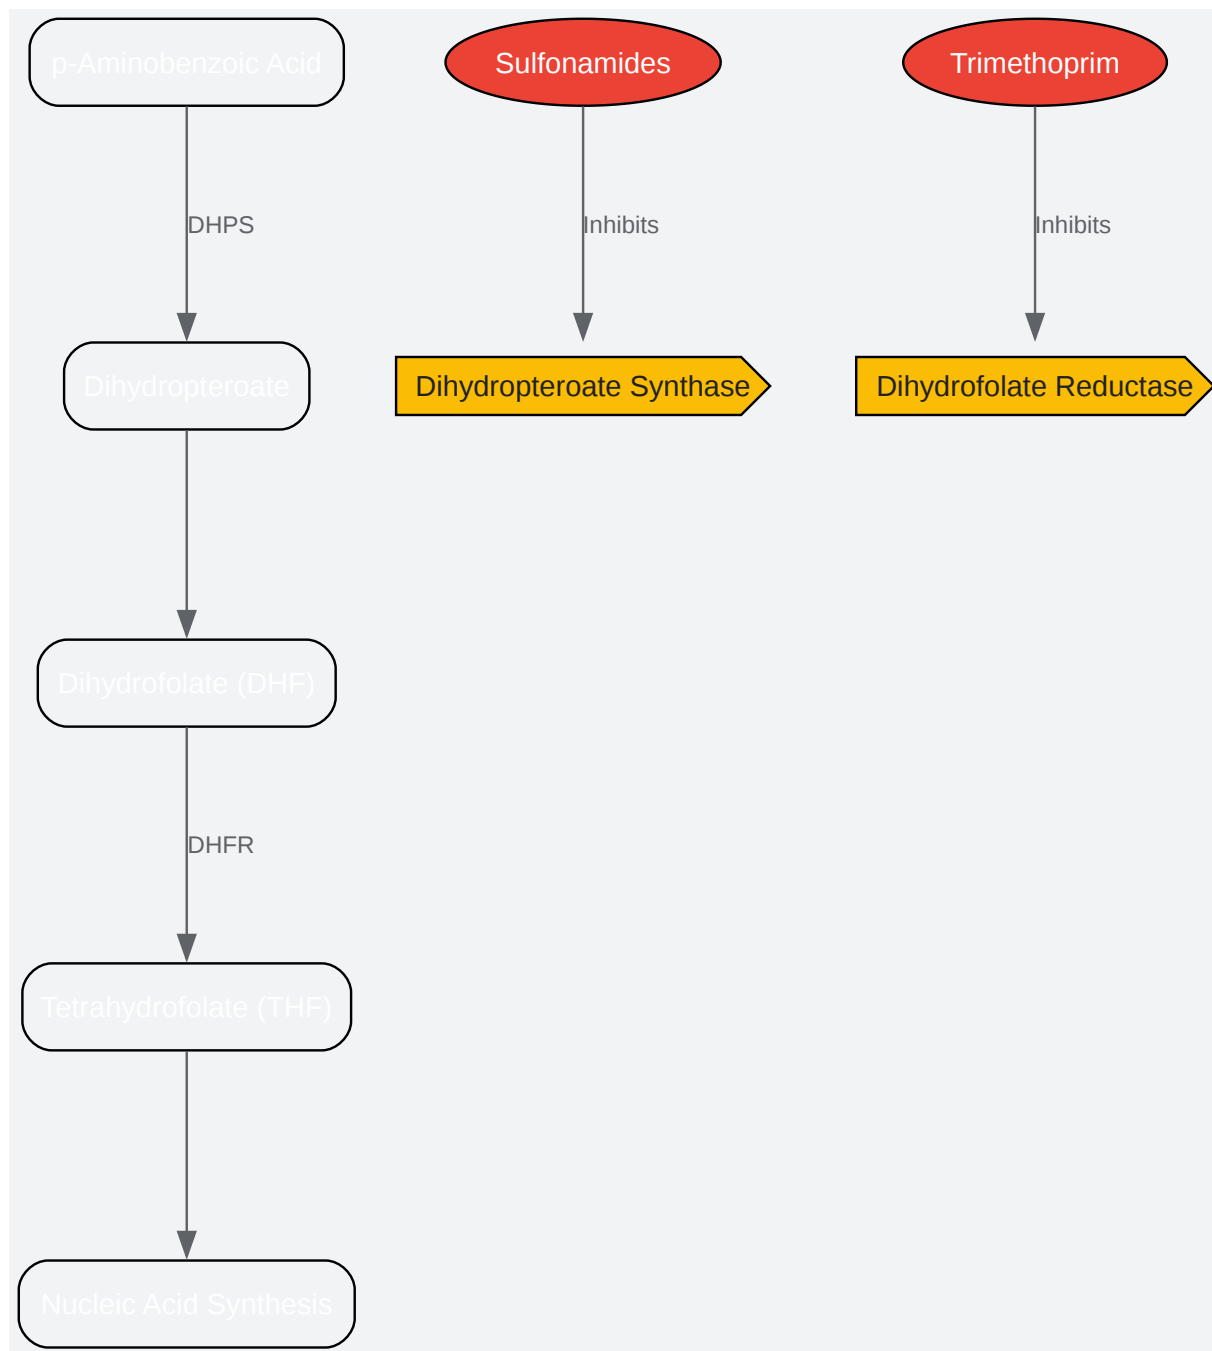 p-Aminobenzoic Acid
Sulfonamides
Trimethoprim
DHPS
Inhibits
Inhibits
Dihydropteroate
Dihydropteroate Synthase
Dihydrofolate Reductase
Dihydrofolate (DHF)
DHFR
Tetrahydrofolate (THF)
Nucleic Acid Synthesis